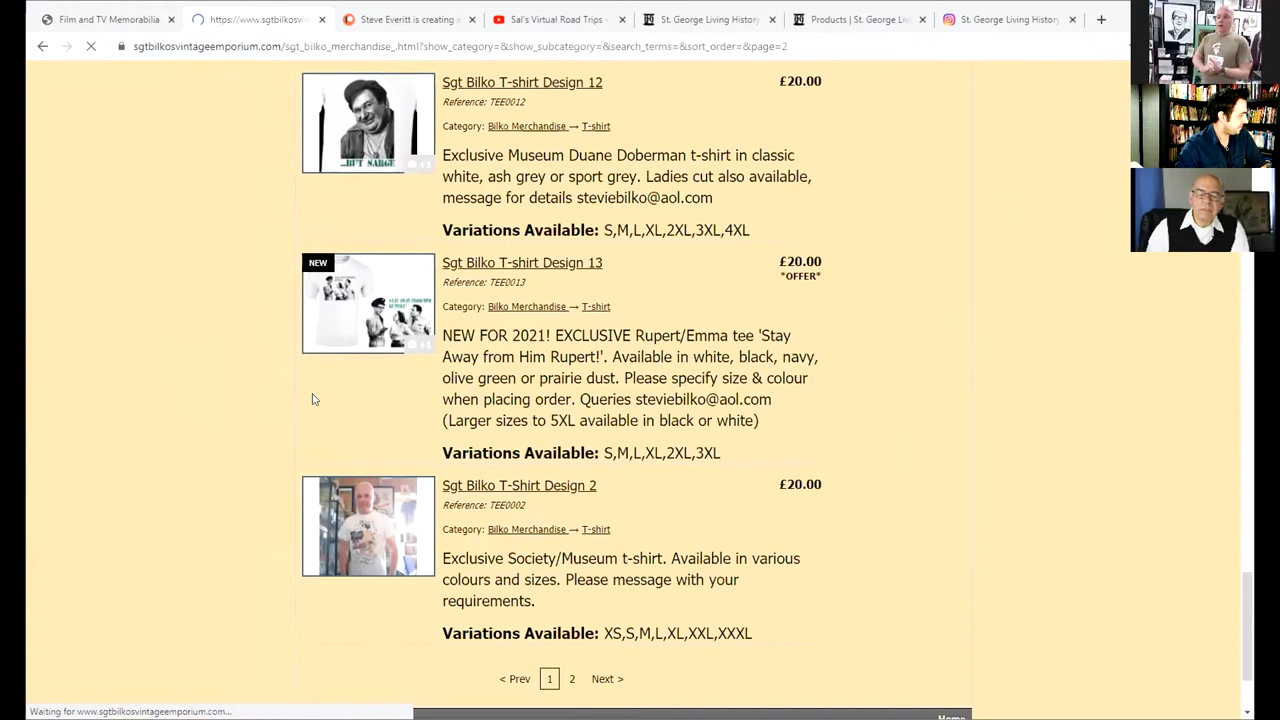 Film and TV Memorabilia
https://www.sgtbilkosvi
Steve Everitt is creating a
Sal's Virtual Road Trips -
St. George Living History
Products | St. George Livi
St. George Living History
sgtbilkosvintageemporium.com/sgt_bilko_merchandise_.html?show_category=&show_subcategory=&search_terms=&sort_order=&page=2
Sgt Bilko T-shirt Design 12
£20.00
Reference: TEE0012
Category: Bilko Merchandise → T-shirt
Exclusive Museum Duane Doberman t-shirt in classic
white, ash grey or sport grey. Ladies cut also available,
message for details steviebilko@aol.com
Variations Available: S,M,L,XL,2XL,3XL,4XL
...BUT SARGE
+1
NEW
Sgt Bilko T-shirt Design 13
£20.00
*OFFER*
Reference: TEE0013
Category: Bilko Merchandise → T-shirt
NEW FOR 2021! EXCLUSIVE Rupert/Emma tee 'Stay
Away from Him Rupert!'. Available in white, black, navy,
olive green or prairie dust. Please specify size & colour
when placing order. Queries steviebilko@aol.com
(Larger sizes to 5XL available in black or white)
Variations Available: S,M,L,XL,2XL,3XL
+1
Sgt Bilko T-Shirt Design 2
£20.00
Reference: TEE0002
Category: Bilko Merchandise → T-shirt
Exclusive Society/Museum t-shirt. Available in various
colours and sizes. Please message with your
requirements.
Variations Available: XS,S,M,L,XL,XXL,XXXL
< Prev 1 2 Next >
Waiting for www.sgtbilkosvintageemporium.com...
Home